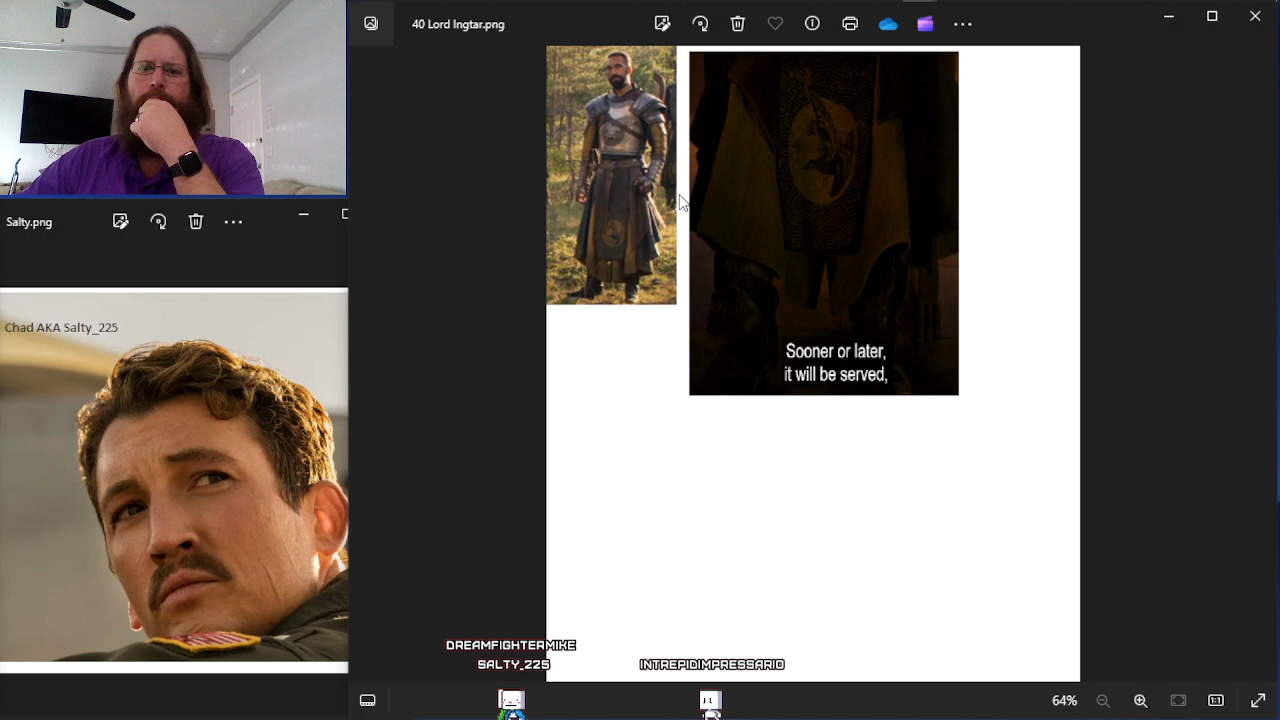 40 Lord Ingtar.png
Salty.png
Chad AKA Salty_225
Sooner or later,
it will be served,
DREAMFIGHTERMIKE
SALTY_225
INTREPIDIMPRESSARIO
64%